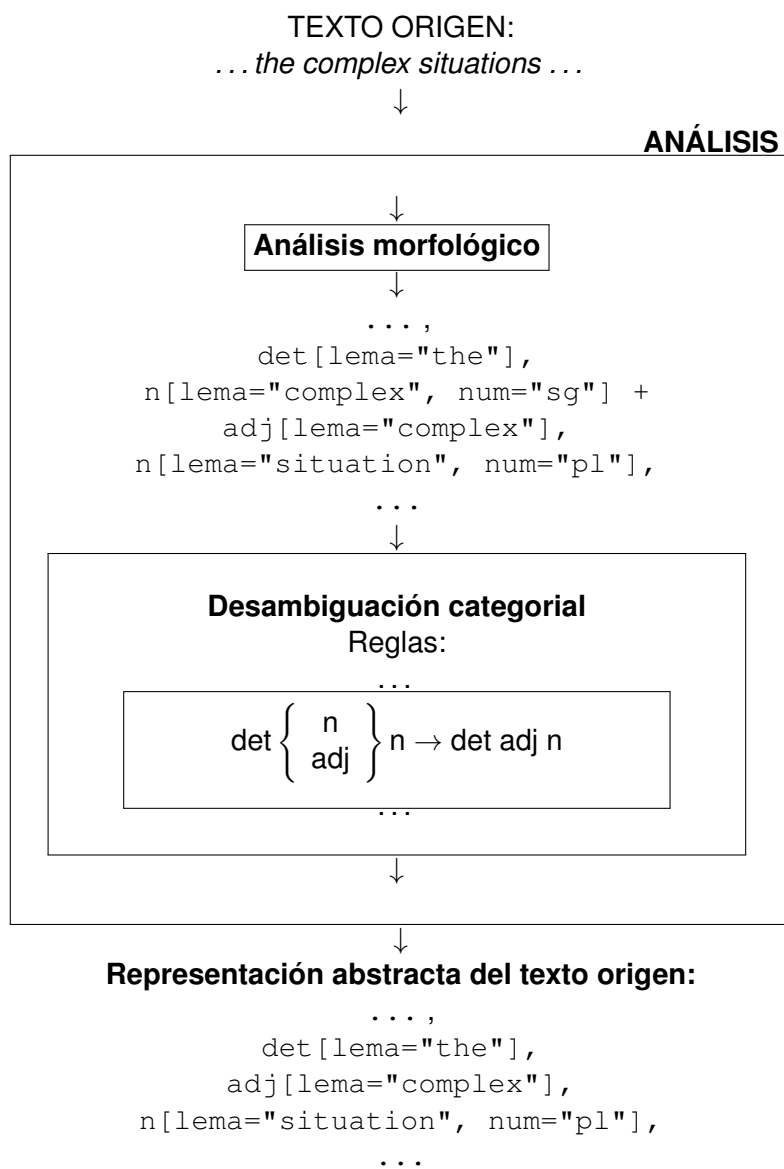 TEXTO ORIGEN:
...the complex situations ...
↓
ANÁLISIS
↓
Análisis morfológico
↓
...,
det[lema="the"],
n[lema="complex", num="sg"] +
adj[lema="complex"],
n[lema="situation", num="pl"],
...
↓
Desambiguación categorial
Reglas:
...
det { n adj } n → det adj n
...
↓
↓
Representación abstracta del texto origen:
...,
det[lema="the"],
adj[lema="complex"],
n[lema="situation", num="pl"],
...